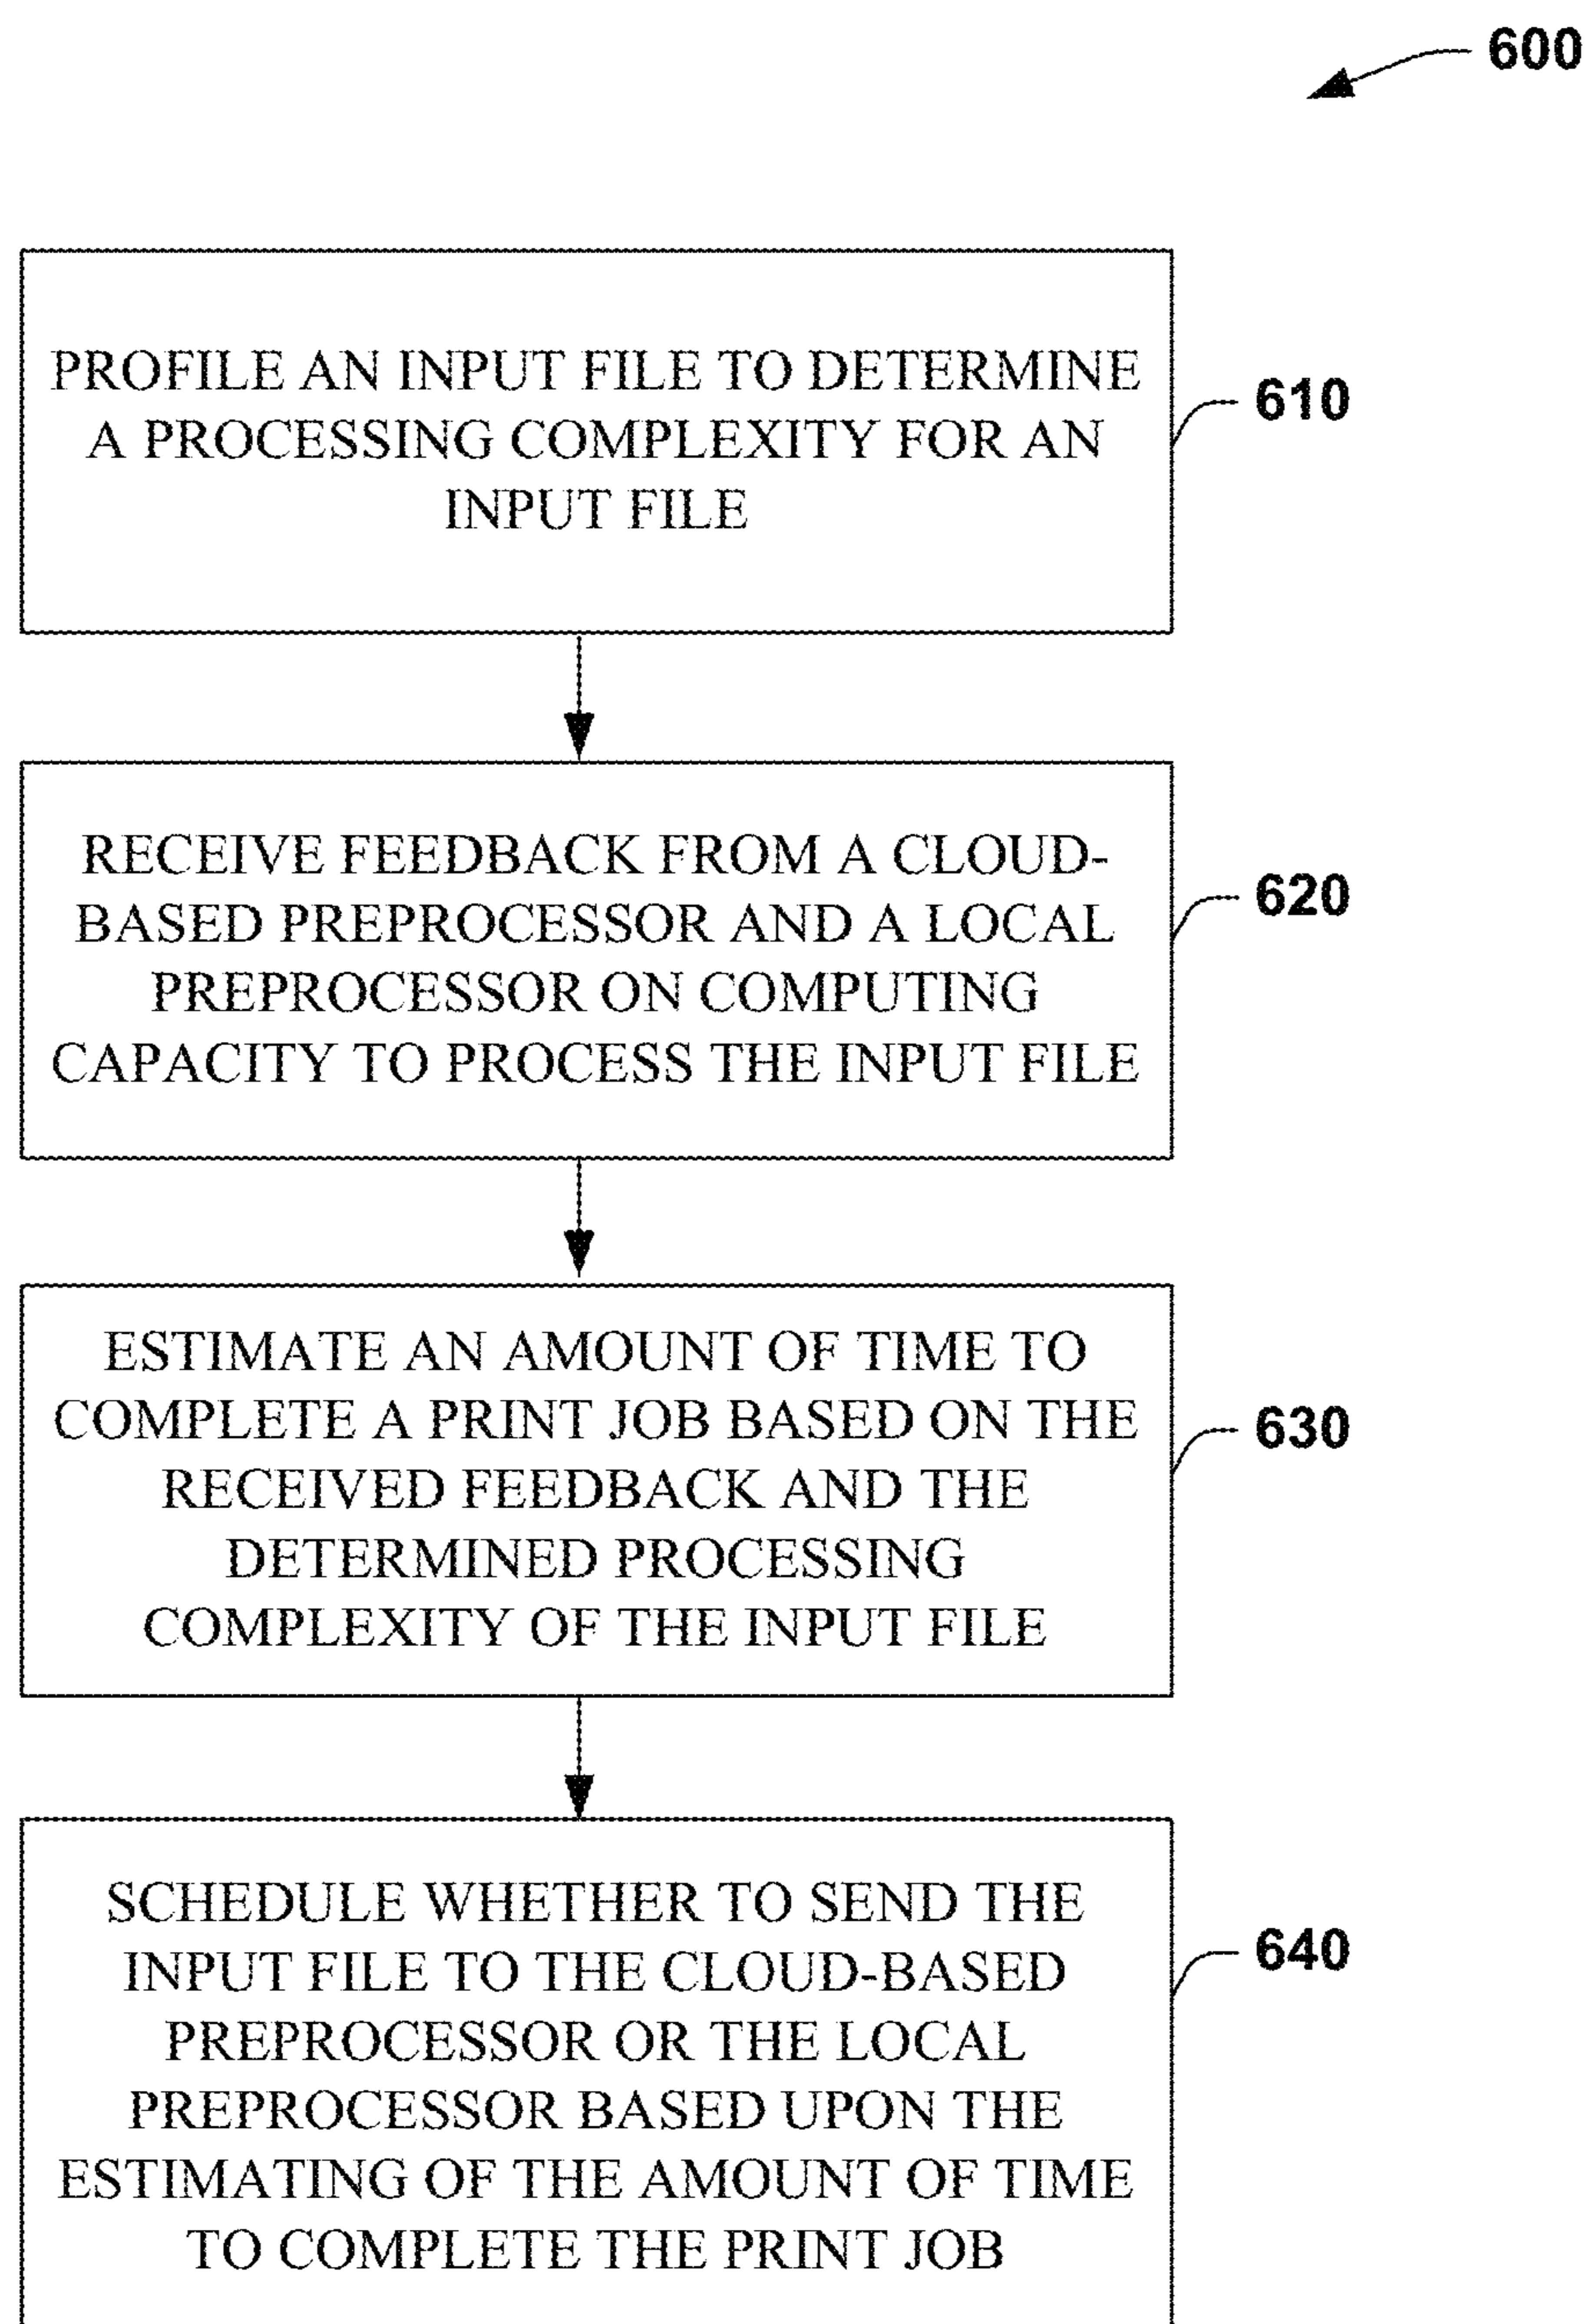 600
PROFILE AN INPUT FILE TO DETERMINE
A PROCESSING COMPLEXITY FOR AN
INPUT FILE
610
RECEIVE FEEDBACK FROM A CLOUD-
BASED PREPROCESSOR AND A LOCAL
PREPROCESSOR ON COMPUTING
CAPACITY TO PROCESS THE INPUT FILE
620
ESTIMATE AN AMOUNT OF TIME TO
COMPLETE A PRINT JOB BASED ON THE
RECEIVED FEEDBACK AND THE
DETERMINED PROCESSING
COMPLEXITY OF THE INPUT FILE
630
SCHEDULE WHETHER TO SEND THE
INPUT FILE TO THE CLOUD-BASED
PREPROCESSOR OR THE LOCAL
PREPROCESSOR BASED UPON THE
ESTIMATING OF THE AMOUNT OF TIME
TO COMPLETE THE PRINT JOB
640